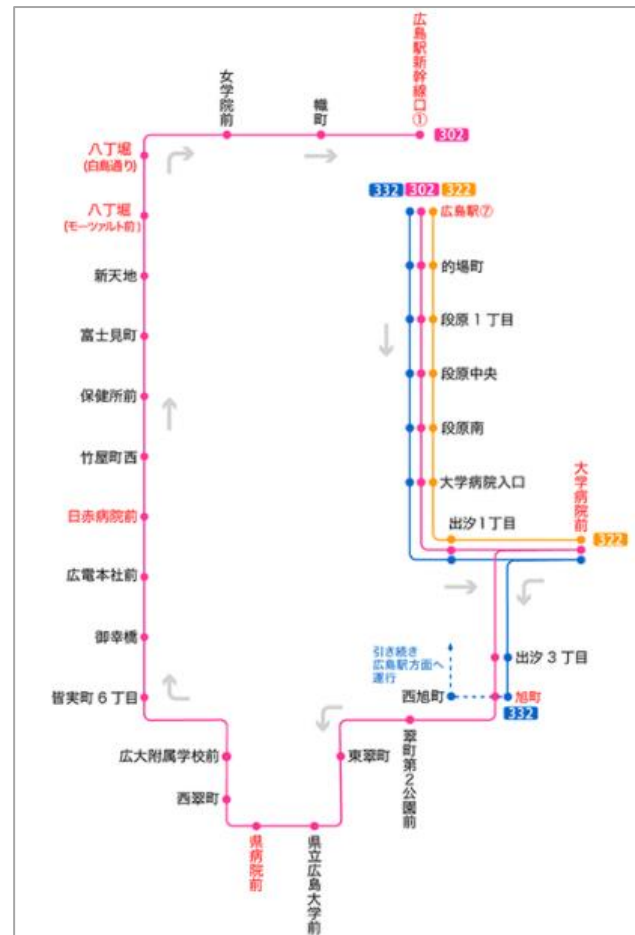 広島駅新幹線口①
女学院前
幟町
302
八丁堀
(白島通り)
八丁堀
(モーツァルト前)
新天地
富士見町
保健所前
竹屋町西
日赤病院前
広電本社前
御幸橋
皆実町6丁目
広大附属学校前
西翠町
県病院前
県立広島大学前
東翠町
翠町第2公園前
332 302 322
広島駅⑦
的場町
段原1丁目
段原中央
段原南
大学病院入口
出汐1丁目
大学病院前
322
出汐3丁目
引き続き
広島駅方面へ
運行
西旭町
旭町
332